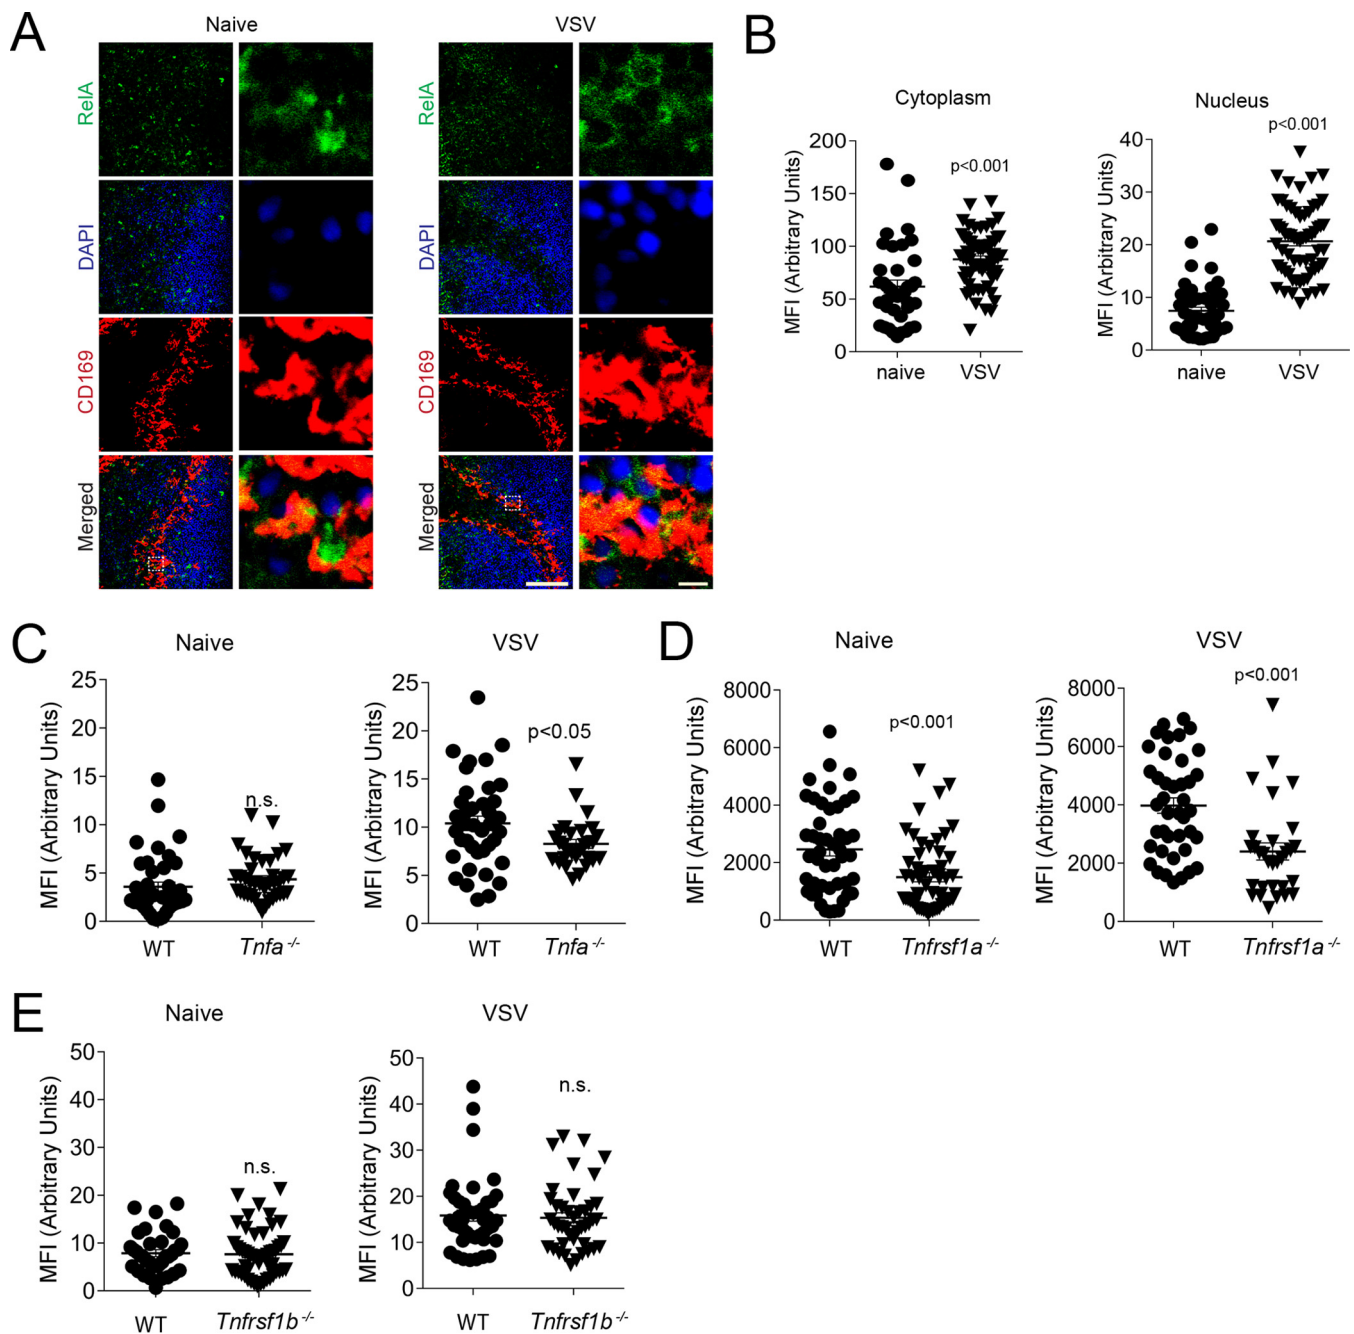 A
Naive
VSV
RelA
RelA
DAPI
DAPI
CD169
CD169
Merged
Merged
B
Cytoplasm
MFI (Arbitrary Units)
200
150
100
50
0
p<0.001
naive
VSV
Nucleus
MFI (Arbitrary Units)
40
30
20
10
0
p<0.001
naive
VSV
C
Naive
MFI (Arbitrary Units)
25
20
15
10
5
0
n.s.
WT
Tnfa -/-
VSV
MFI (Arbitrary Units)
25
20
15
10
5
0
p<0.05
WT
Tnfa -/-
D
Naive
MFI (Arbitrary Units)
8000
6000
4000
2000
0
p<0.001
WT
Tnfrsf1a -/-
VSV
MFI (Arbitrary Units)
8000
6000
4000
2000
0
p<0.001
WT
Tnfrsf1a -/-
E
Naive
MFI (Arbitrary Units)
50
40
30
20
10
0
n.s.
WT
Tnfrsf1b -/-
VSV
MFI (Arbitrary Units)
50
40
30
20
10
0
n.s.
WT
Tnfrsf1b -/-